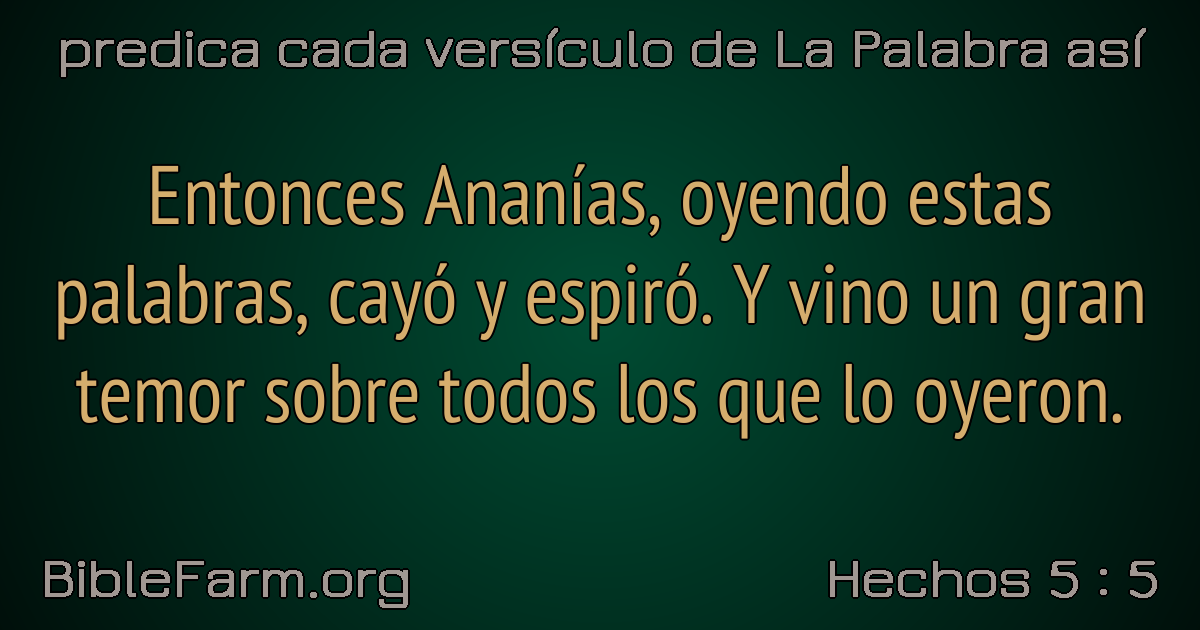 predica cada versículo de La Palabra así
Entonces Ananías, oyendo estas
palabras, cayó y espiró. Y vino un gran
temor sobre todos los que lo oyeron.
BibleFarm.org
Hechos 5 : 5